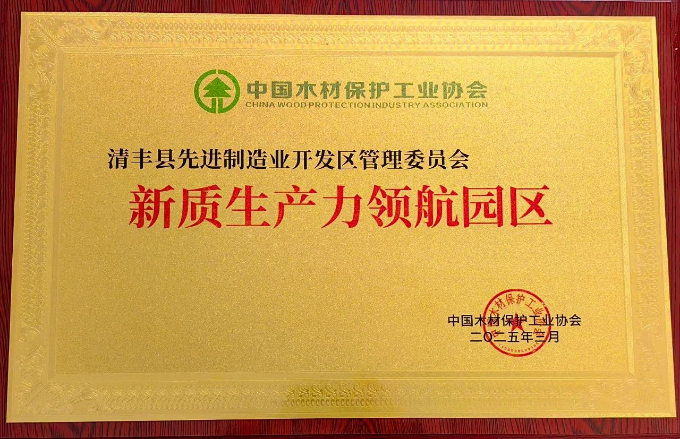 中国木材保护工业协会
CHINA WOOD PROTECTION INDUSTRY ASSOCIATION
清丰县先进制造业开发区管理委员会
新质生产力领航园区
中国木材保护工业协会
二〇二五年三月